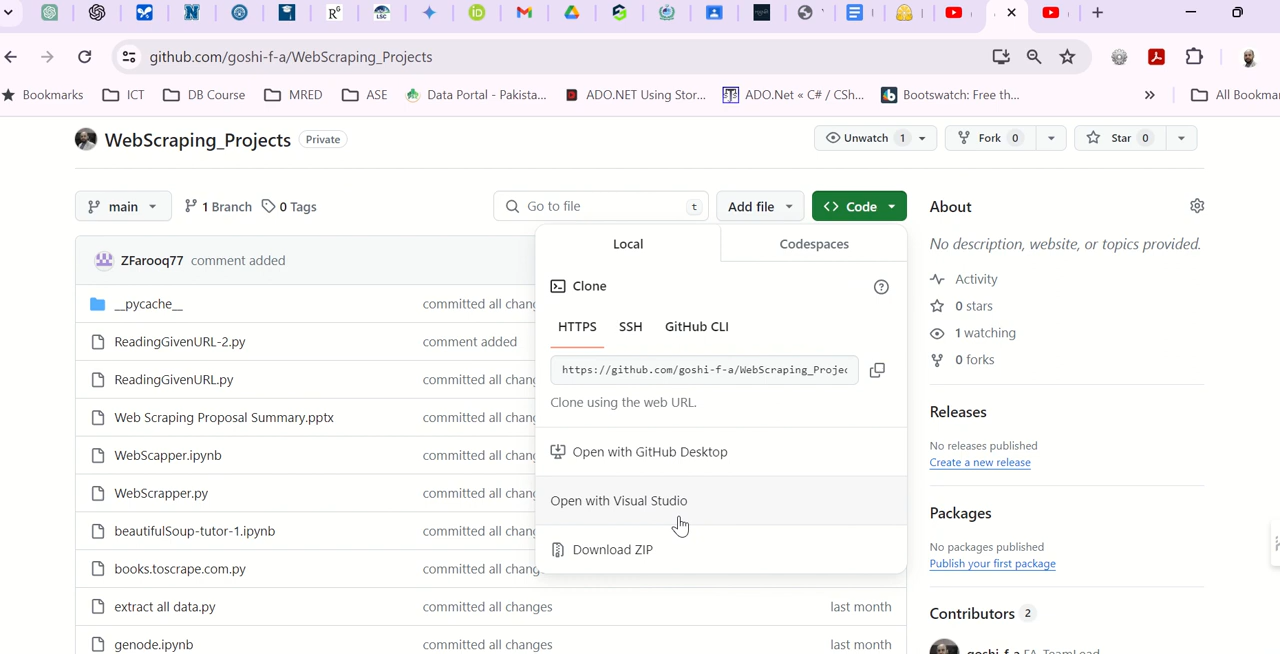 github.com/goshi-f-a/WebScraping_Projects
Bookmarks ICT DB Course MRED ASE Data Portal - Pakista... ADO.NET Using Stor... ADO.Net « C# / CSh... Bootswatch: Free th... » All Bookmar
WebScraping_Projects Private Unwatch 1 Fork 0 Star 0
main 1 Branch 0 Tags Go to file t Add file <> Code About
Local Codespaces No description, website, or topics provided.
ZFarooq77 comment added
Clone Activity
__pycache__ committed all chang 0 stars
HTTPS SSH GitHub CLI 1 watching
ReadingGivenURL-2.py comment added 0 forks
https://github.com/goshi-f-a/WebScraping_Projec
ReadingGivenURL.py committed all chang
Clone using the web URL. Releases
Web Scraping Proposal Summary.pptx committed all chang
No releases published
Open with GitHub Desktop Create a new release
WebScapper.ipynb committed all chang
WebScrapper.py committed all chang
Open with Visual Studio Packages
beautifulSoup-tutor-1.ipynb committed all chang
No packages published
Download ZIP Publish your first package
books.toscrape.com.py committed all chang
extract all data.py committed all changes last month Contributors 2
genode.ipynb committed all changes last month
goshi-f-a FA_TeamLead